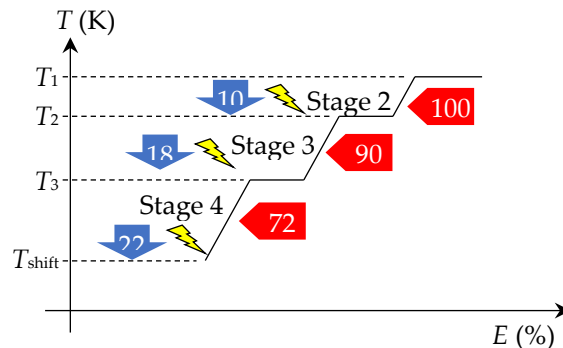 T (K)
T1
10
Stage 2
100
T2
18
Stage 3
90
T3
Stage 4
72
22
Tshift
E (%)